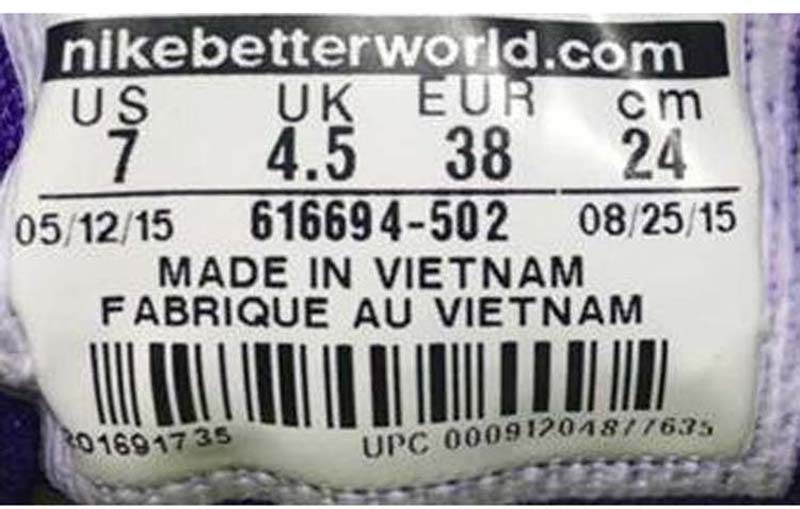 nikebetterworld.com
US UK EUR cm
7 4.5 38 24
05/12/15 616694-502 08/25/15
MADE IN VIETNAM
FABRIQUE AU VIETNAM
UPC